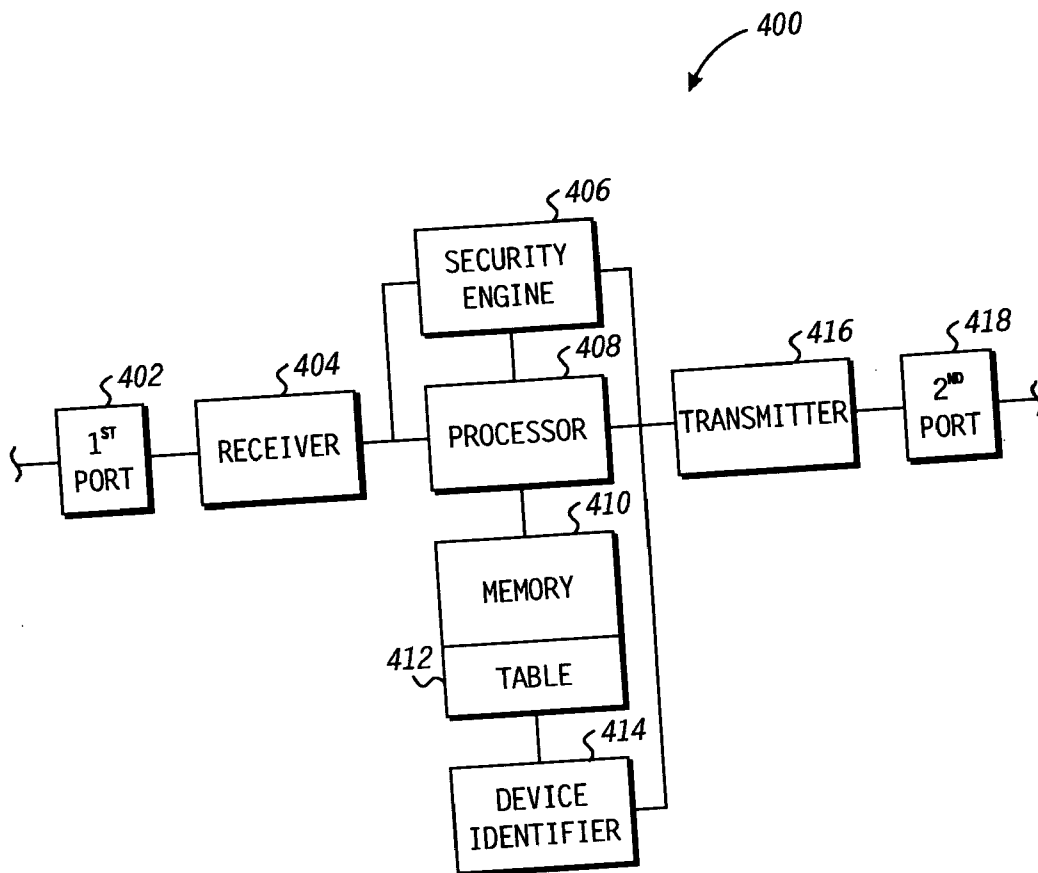 400
406
SECURITY
ENGINE
402
1ST
PORT
404
RECEIVER
408
PROCESSOR
416
TRANSMITTER
418
2ND
PORT
410
MEMORY
412
TABLE
414
DEVICE
IDENTIFIER